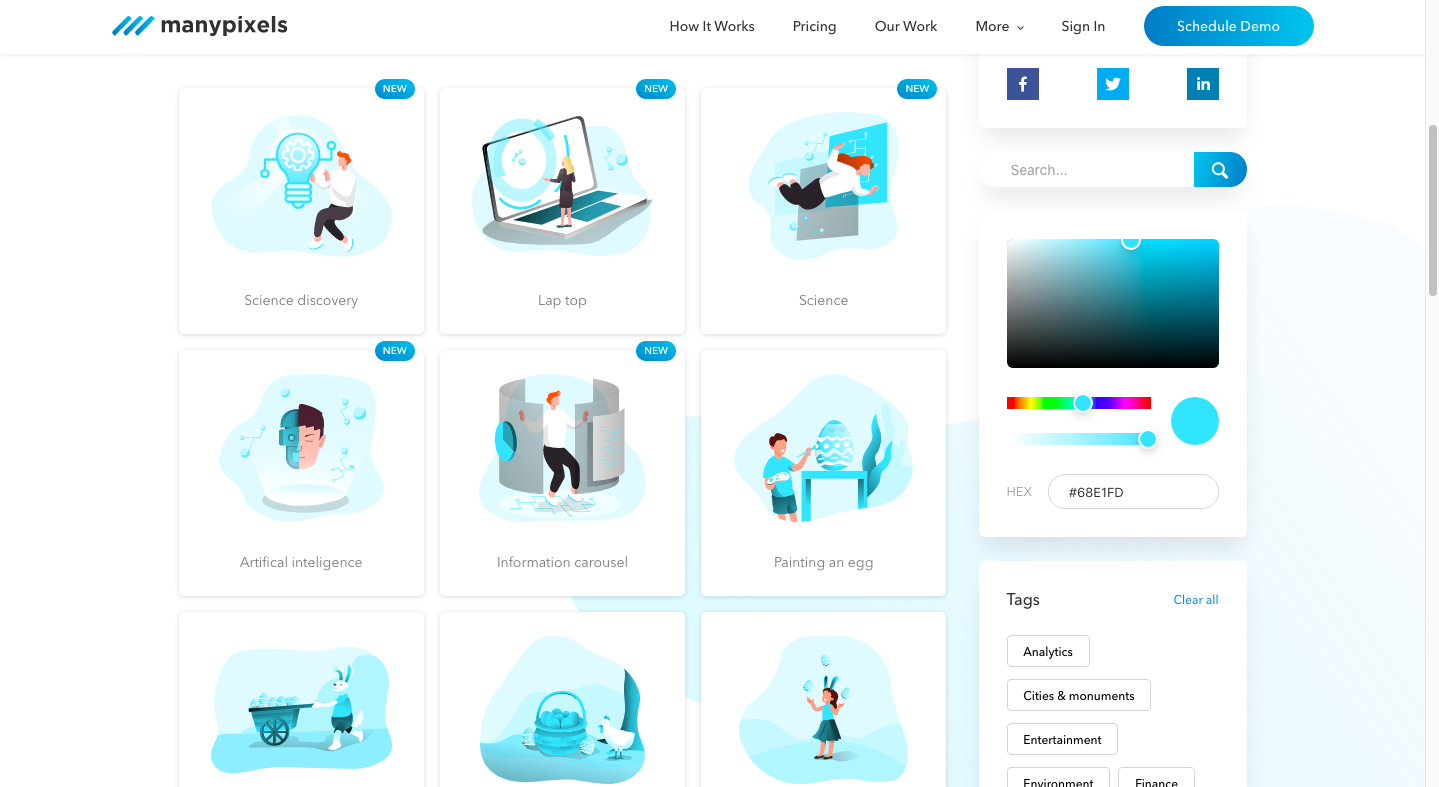 manypixels
How It Works
Pricing
Our Work
More
Sign In
Schedule Demo
NEW
NEW
NEW
Science discovery
Lap top
Science
NEW
NEW
Artifical inteligence
Information carousel
Painting an egg
Search...
HEX
#68E1FD
Tags
Clear all
Analytics
Cities & monuments
Entertainment
Environment
Finance